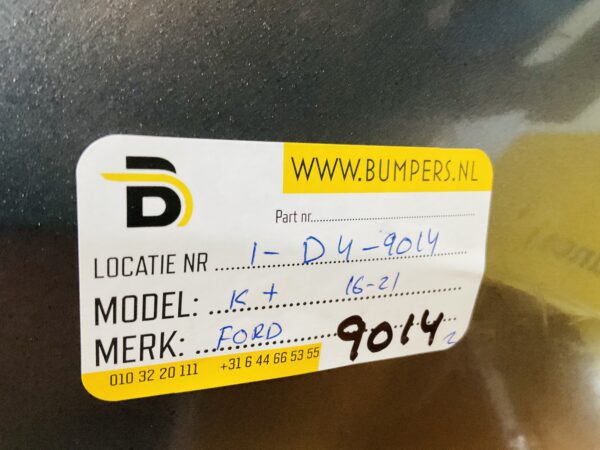 WWW.BUMPERS.NL
B
Part nr.
LOCATIE NR 1-D4-9014
MODEL: K+ 16-21
MERK: FORD
9014
010 32 20 111 +31 6 44 66 53 55